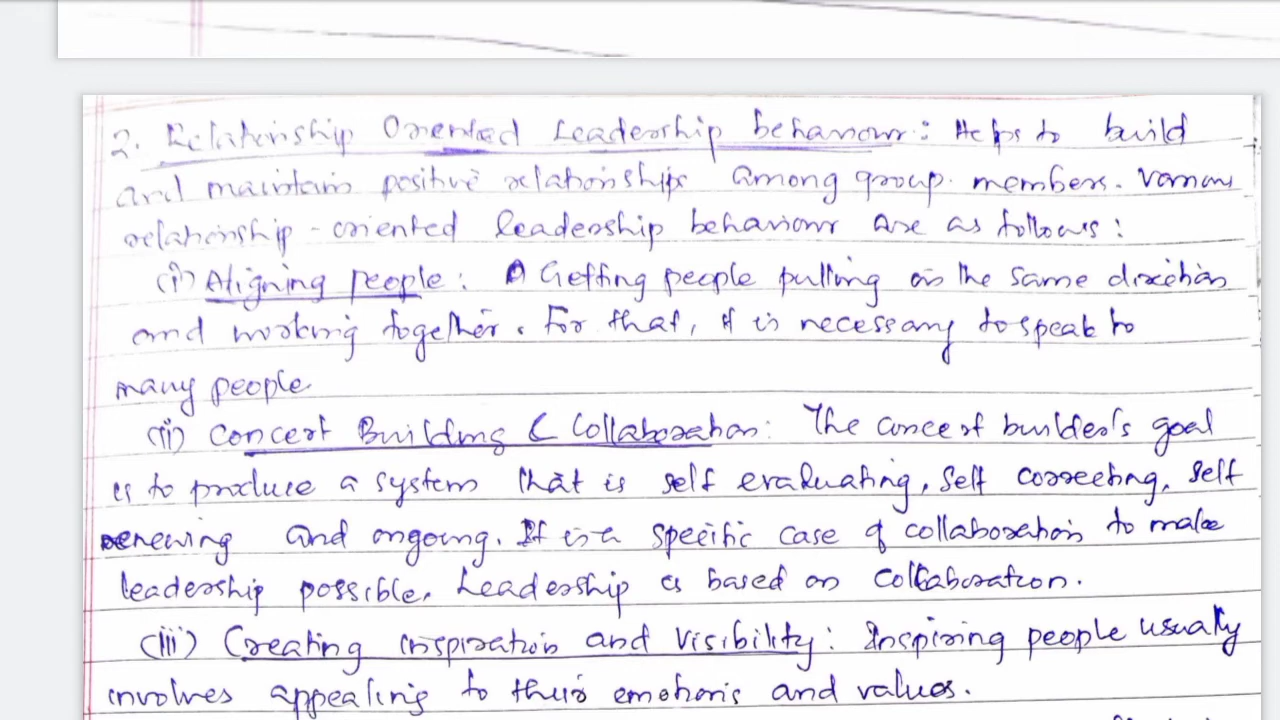 2. Relationship Oriented Leadership behaviour: Helps to build
and maintain positive relationships among group members. Various
relationship-oriented leadership behaviour are as follows:
(i) Aligning people: Getting people pulling in the same direction
and working together. For that, it is necessary to speak to
many people
(ii) Concert Building & Collaboration: The concert builder's goal
is to produce a system that is self evaluating, self correcting, self
renewing and ongoing. It is a specific case of collaboration to make
leadership possible. Leadership is based on collaboration.
(iii) Creating inspiration and visibility: Inspiring people usually
involves appealing to their emotions and values.